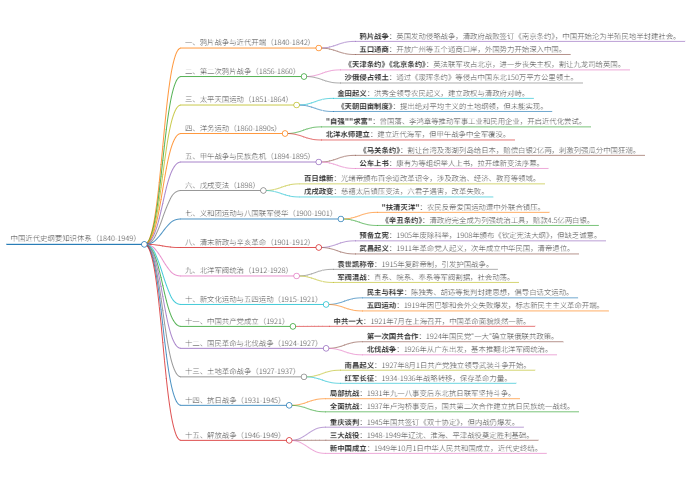 中国近代史纲要知识体系（1840-1949）
一、鸦片战争与近代开端（1840-1842）
鸦片战争：英国发动侵略战争，清政府战败签订《南京条约》，中国开始沦为半殖民地半封建社会。
五口通商：开放广州等五个通商口岸，外国势力开始深入中国。
二、第二次鸦片战争（1856-1860）
《天津条约》《北京条约》：英法联军攻占北京，进一步丧失主权，割让九龙司给英国。
沙俄侵占领土：通过《瑷珲条约》等侵占中国东北150万平方公里领土。
三、太平天国运动（1851-1864）
金田起义：洪秀全领导农民起义，建立政权与清政府对峙。
《天朝田亩制度》：提出绝对平均主义的土地纲领，但未能实现。
四、洋务运动（1860-1890s）
"自强""求富"：曾国藩、李鸿章等推动军事工业和民用企业，开启近代化尝试。
北洋水师建立：建立近代海军，但甲午战争中全军覆没。
五、甲午战争与民族危机（1894-1895）
《马关条约》：割让台湾及澎湖列岛给日本，赔偿白银2亿两，刺激列强瓜分中国狂潮。
公车上书：康有为等组织举人上书，拉开维新变法序幕。
六、戊戌变法（1898）
百日维新：光绪帝颁布百余道改革诏令，涉及政治、经济、教育等领域。
戊戌政变：慈禧太后镇压变法，六君子遇害，改革失败。
七、义和团运动与八国联军侵华（1900-1901）
"扶清灭洋"：农民反帝爱国运动遭中外联合镇压。
《辛丑条约》：清政府完全成为列强统治工具，赔款4.5亿两白银。
八、清末新政与辛亥革命（1901-1912）
预备立宪：1905年废除科举，1908年颁布《钦定宪法大纲》，但缺乏诚意。
武昌起义：1911年革命党人起义，次年成立中华民国，清帝退位。
九、北洋军阀统治（1912-1928）
袁世凯称帝：1915年复辟帝制，引发护国战争。
军阀混战：直系、皖系、奉系等军阀割据，社会动荡。
十、新文化运动与五四运动（1915-1921）
民主与科学：陈独秀、胡适等批判封建思想，倡导白话文运动。
五四运动：1919年因巴黎和会外交失败爆发，标志新民主主义革命开端。
十一、中国共产党成立（1921）
中共一大：1921年7月在上海召开，中国革命面貌焕然一新。
十二、国民革命与北伐战争（1924-1927）
第一次国共合作：1924年国民党"一大"确立联俄联共政策。
北伐战争：1926年从广东出发，基本推翻北洋军阀统治。
十三、土地革命战争（1927-1937）
南昌起义：1927年8月1日共产党独立领导武装斗争开始。
红军长征：1934-1936年战略转移，保存革命力量。
十四、抗日战争（1931-1945）
局部抗战：1931年九一八事变后东北抗日联军坚持斗争。
全面抗战：1937年卢沟桥事变后，国共第二次合作建立抗日民族统一战线。
十五、解放战争（1946-1949）
重庆谈判：1945年国共签订《双十协定》，但内战仍爆发。
三大战役：1948-1949年辽沈、淮海、平津战役奠定胜利基础。
新中国成立：1949年10月1日中华人民共和国成立，近代史终结。